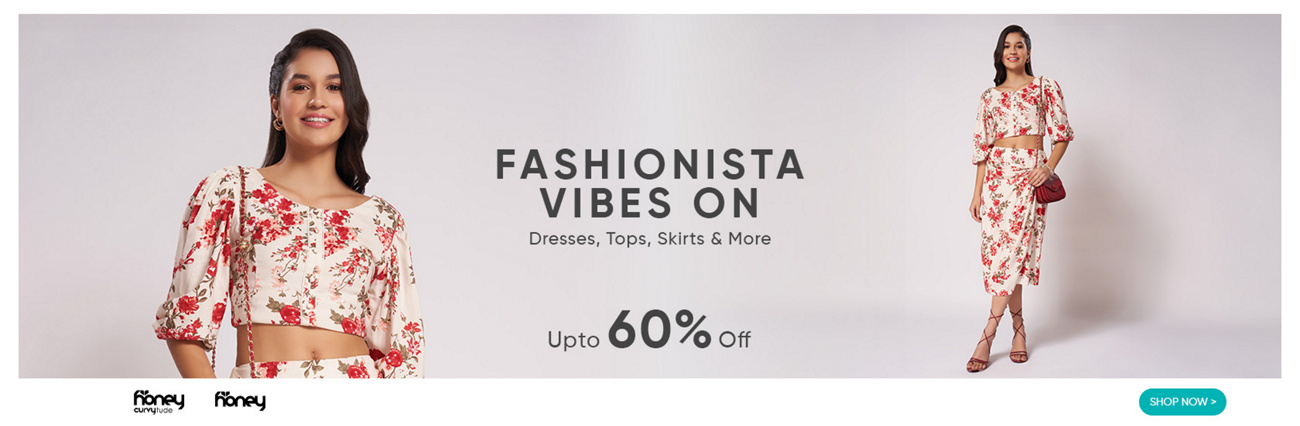 FASHIONISTA
VIBES ON
Dresses, Tops, Skirts & More
Upto 60% Off
honey
curvytude
honey
SHOP NOW >